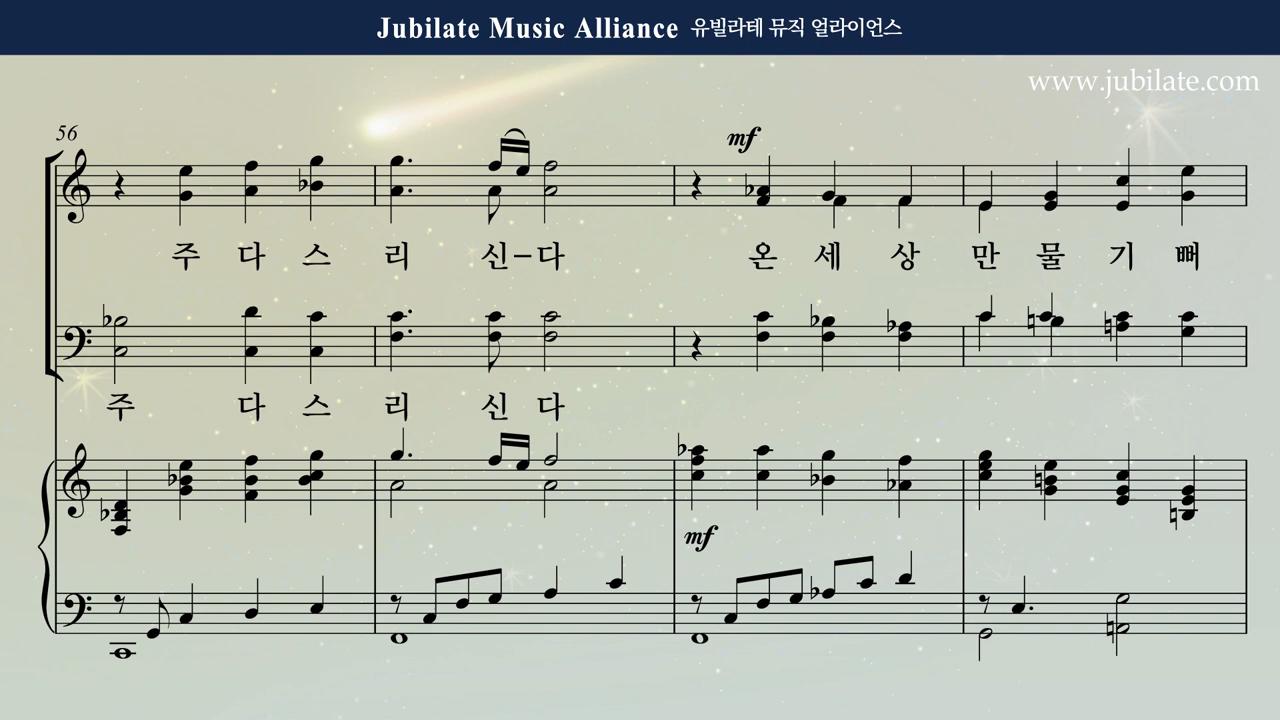 Jubilate Music Alliance 유빌라테 뮤직 얼라이언스
www.jubilate.com
56
mf
주 다 스 리 신-다 온 세 상 만 물 기 뻐
주 다 스 리 신 다
mf